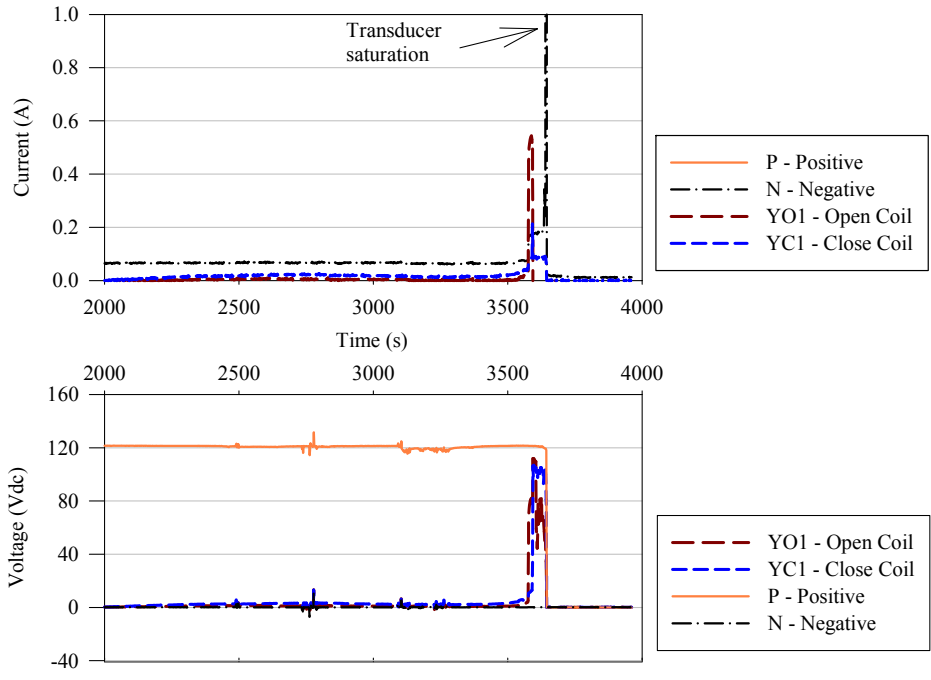 1.0
Transducer
saturation
0.8
0.6
0.4
0.2
0.0
Current (A)
2000 2500 3000 3500 4000
Time (s)
P - Positive
N - Negative
YO1 - Open Coil
YC1 - Close Coil
2000 2500 3000 3500 4000
160
120
80
40
0
-40
Voltage (Vdc)
YO1 - Open Coil
YC1 - Close Coil
P - Positive
N - Negative